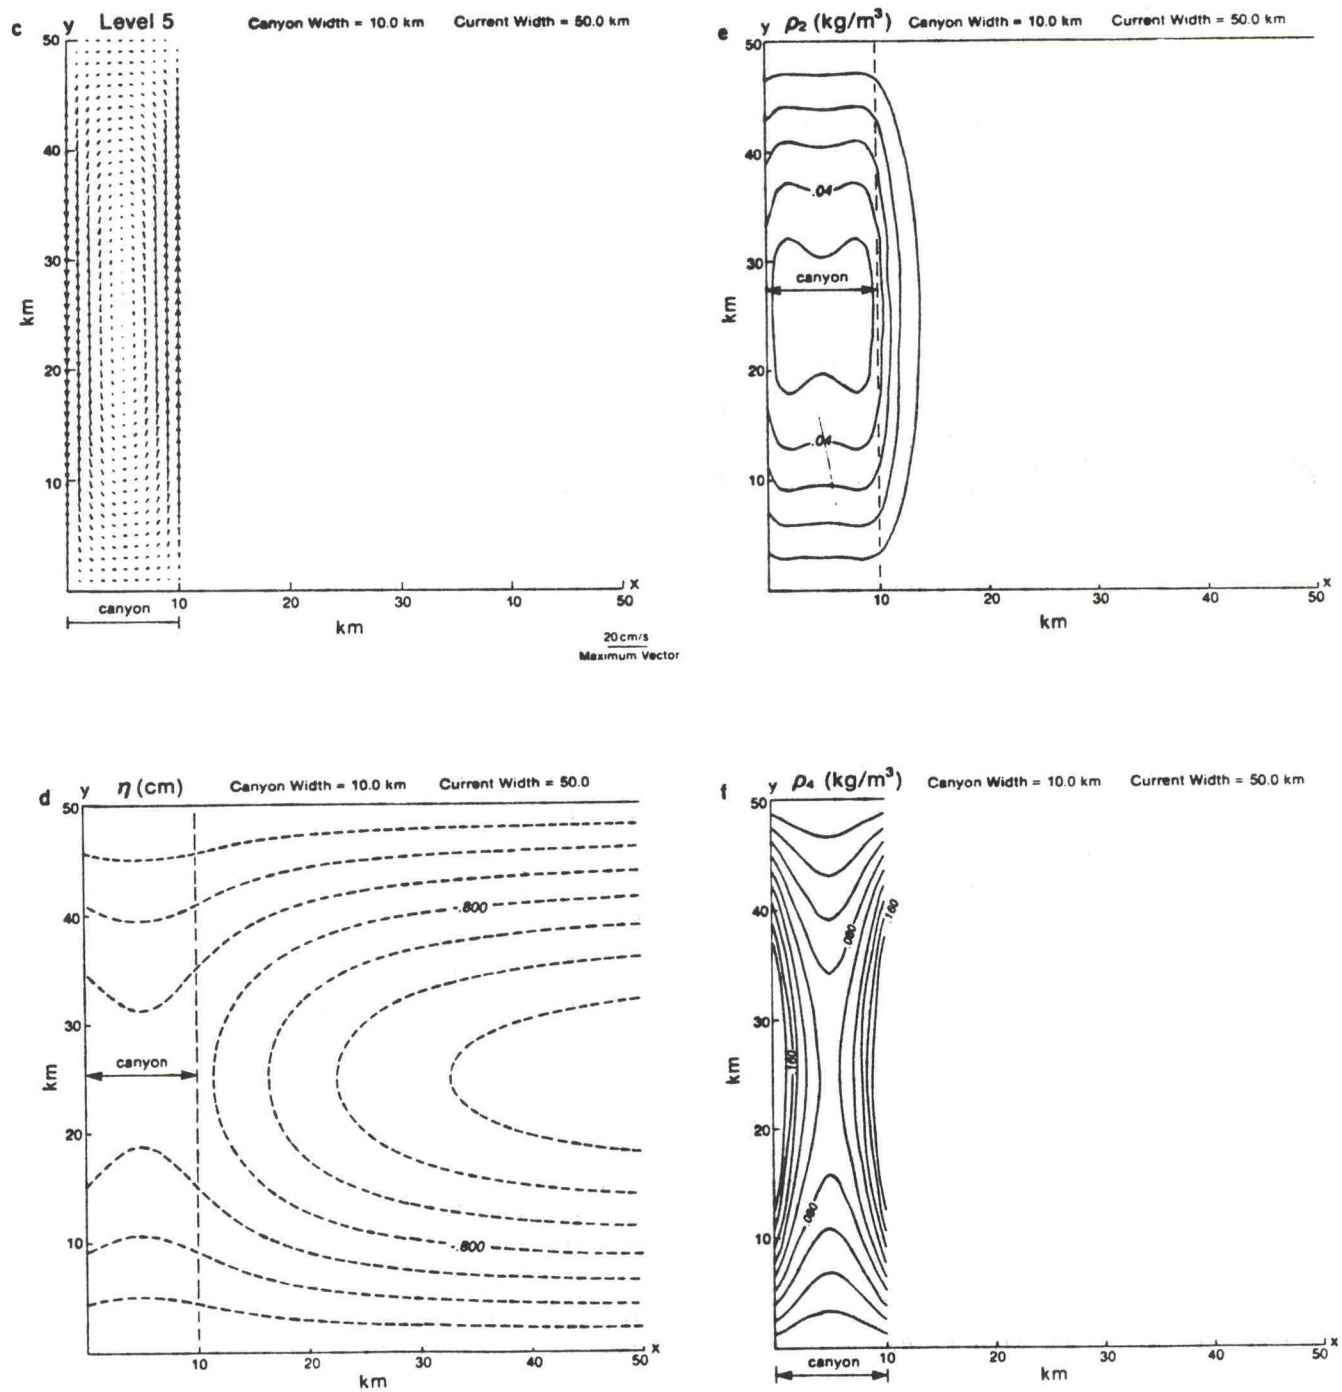 c y Level 5 Canyon Width = 10.0 km Current Width = 50.0 km
50
40
30
km
20
10
x
10 20 30 40 50
canyon
km
20 cm/s
Maximum Vector
e y ρ2 (kg/m³) Canyon Width = 10.0 km Current Width = 50.0 km
50
40
.04
30
canyon
km
20
.04
10
x
10 20 30 40 50
km
d y η (cm) Canyon Width = 10.0 km Current Width = 50.0
50
-.800
40
30
canyon
km
20
10
-.800
x
10 20 30 40 50
km
f y ρ4 (kg/m³) Canyon Width = 10.0 km Current Width = 50.0 km
50
40
.160
.080
30
.160
km
20
.080
10
x
10 20 30 40 50
canyon
km